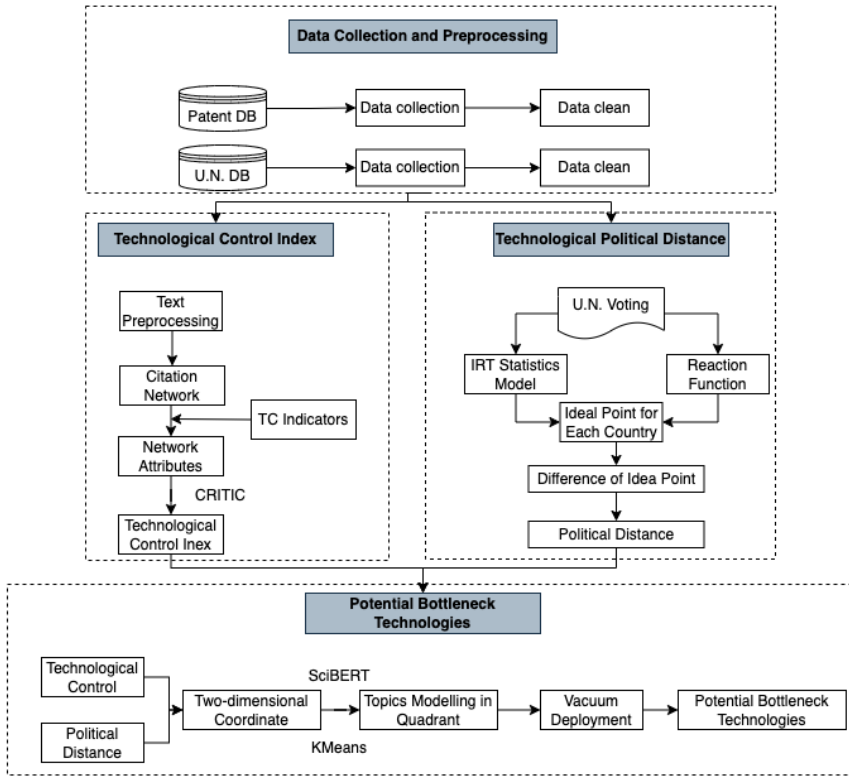 Data Collection and Preprocessing
Patent DB
Data collection
Data clean
U.N. DB
Data collection
Data clean
Technological Control Index
Text
Preprocessing
Citation
Network
TC Indicators
Network
Attributes
CRITIC
Technological
Control Inex
Technological Political Distance
U.N. Voting
IRT Statistics
Model
Reaction
Function
Ideal Point for
Each Country
Difference of Idea Point
Political Distance
Potential Bottleneck
Technologies
Technological
Control
Political
Distance
Two-dimensional
Coordinate
SciBERT
KMeans
Topics Modelling in
Quadrant
Vacuum
Deployment
Potential Bottleneck
Technologies